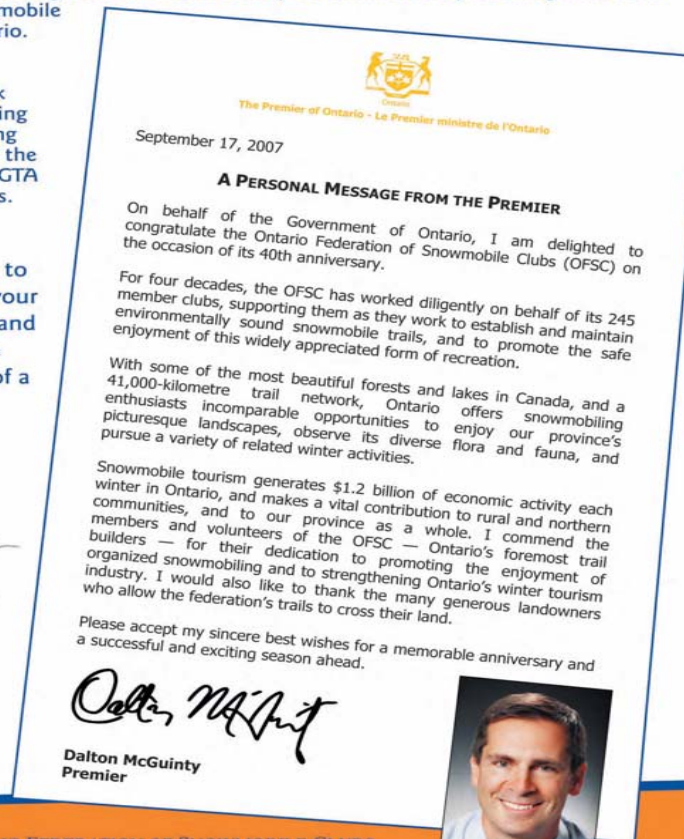 mobile
rio.
k
ing
ng
the
GTA
s.
to
your
and
of a
Ontario
The Premier of Ontario - Le Premier ministre de l'Ontario
September 17, 2007
A PERSONAL MESSAGE FROM THE PREMIER
On behalf of the Government of Ontario, I am delighted to
congratulate the Ontario Federation of Snowmobile Clubs (OFSC) on
the occasion of its 40th anniversary.
For four decades, the OFSC has worked diligently on behalf of its 245
member clubs, supporting them as they work to establish and maintain
environmentally sound snowmobile trails, and to promote the safe
enjoyment of this widely appreciated form of recreation.
With some of the most beautiful forests and lakes in Canada, and a
41,000-kilometre trail network, Ontario offers snowmobiling
enthusiasts incomparable opportunities to enjoy our province's
picturesque landscapes, observe its diverse flora and fauna, and
pursue a variety of related winter activities.
Snowmobile tourism generates $1.2 billion of economic activity each
winter in Ontario, and makes a vital contribution to rural and northern
communities, and to our province as a whole. I commend the
members and volunteers of the OFSC — Ontario's foremost trail
builders — for their dedication to promoting the enjoyment of
organized snowmobiling and to strengthening Ontario's winter tourism
industry. I would also like to thank the many generous landowners
who allow the federation's trails to cross their land.
Please accept my sincere best wishes for a memorable anniversary and
a successful and exciting season ahead.
Dalton McGuinty
Premier